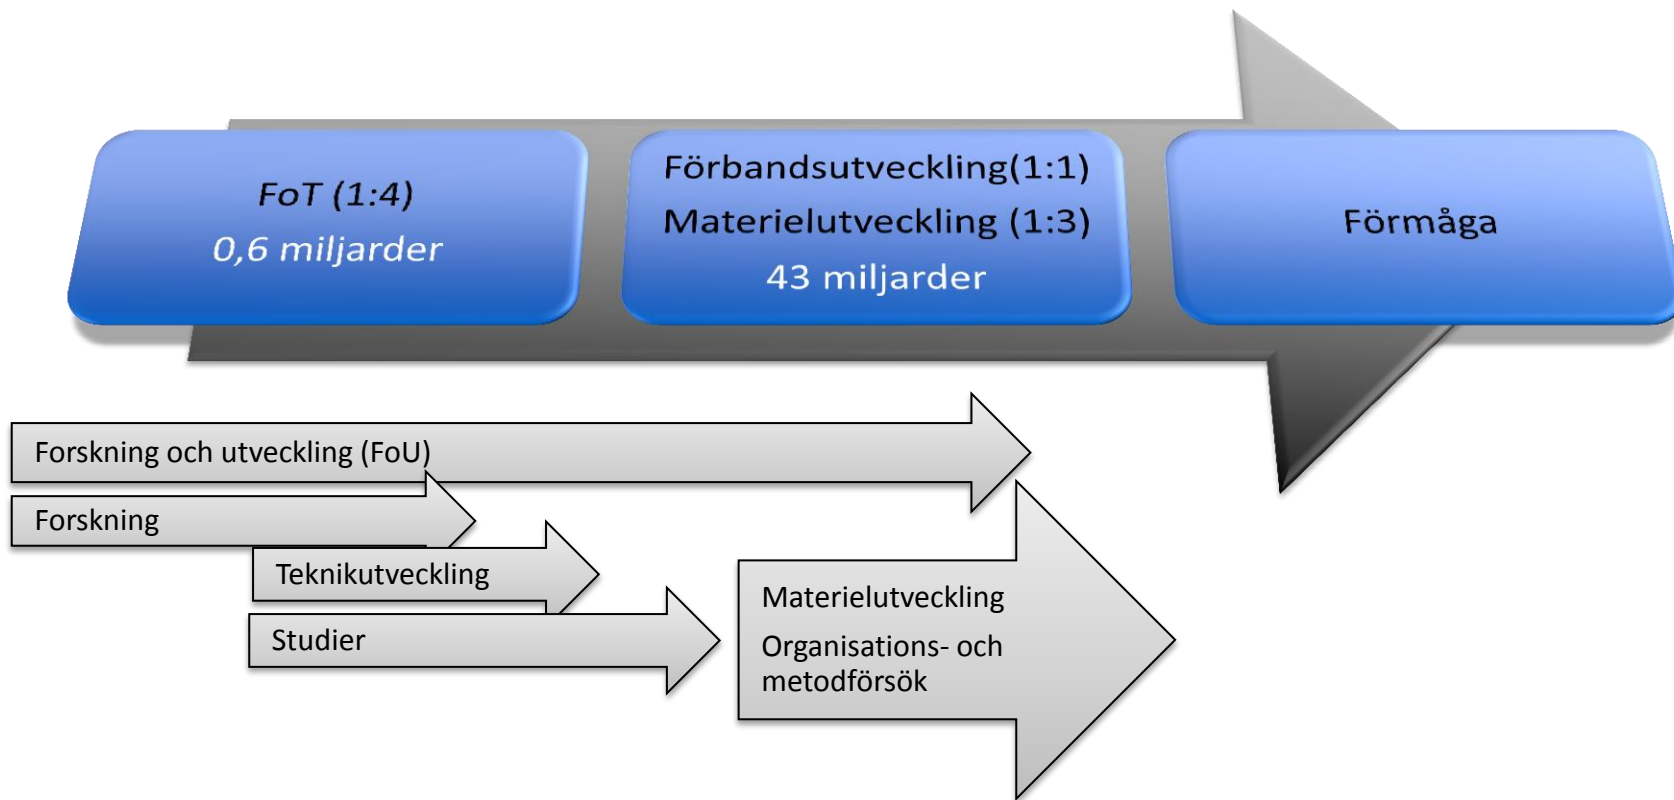 FoT (1:4)
0,6 miljarder
Förbandsutveckling(1:1)
Materielutveckling (1:3)
43 miljarder
Förmåga
Forskning och utveckling (FoU)
Forskning
Teknikutveckling
Studier
Materielutveckling
Organisations- och
metodförsök